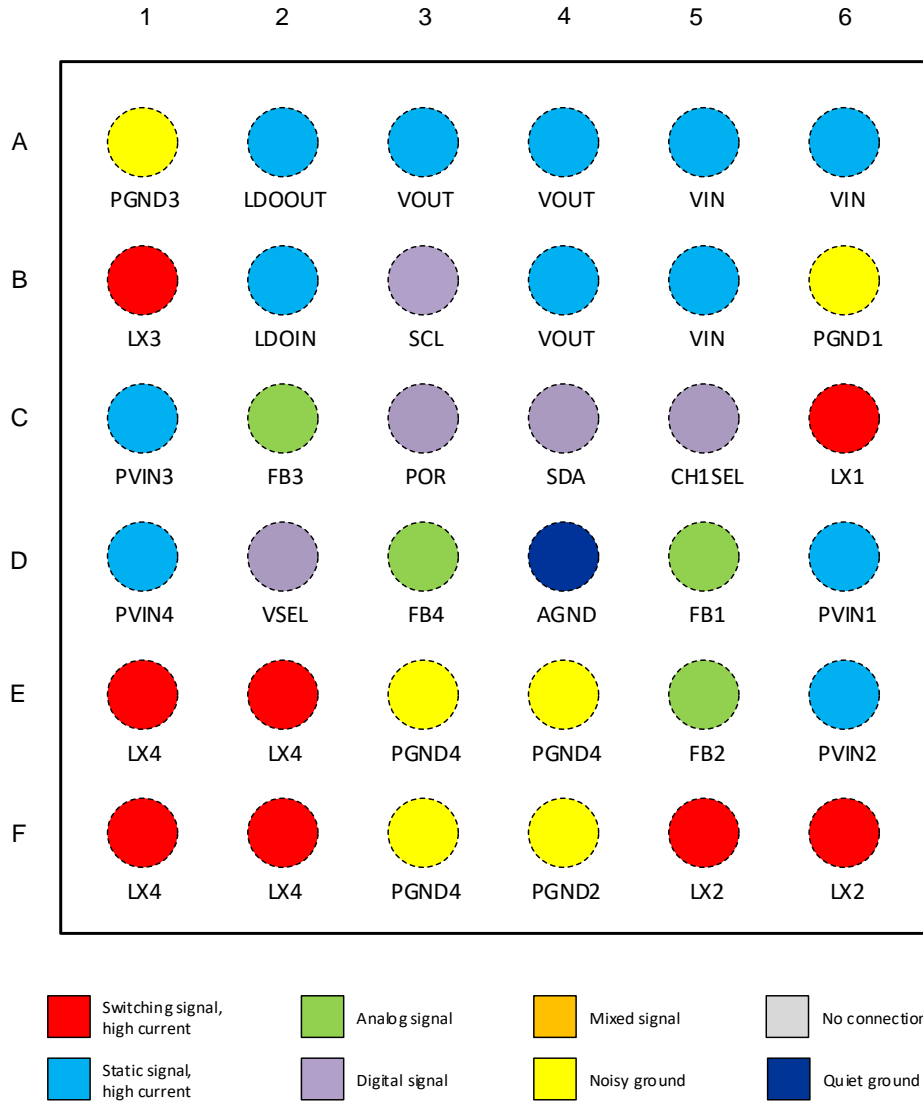 1 2 3 4 5 6
A
PGND3 LDOOUT VOUT VOUT VIN VIN
B
LX3 LDOIN SCL VOUT VIN PGND1
C
PVIN3 FB3 POR SDA CH1SEL LX1
D
PVIN4 VSEL FB4 AGND FB1 PVIN1
E
LX4 LX4 PGND4 PGND4 FB2 PVIN2
F
LX4 LX4 PGND4 PGND2 LX2 LX2
Switching signal,
high current
Analog signal
Mixed signal
No connection
Static signal,
high current
Digital signal
Noisy ground
Quiet ground